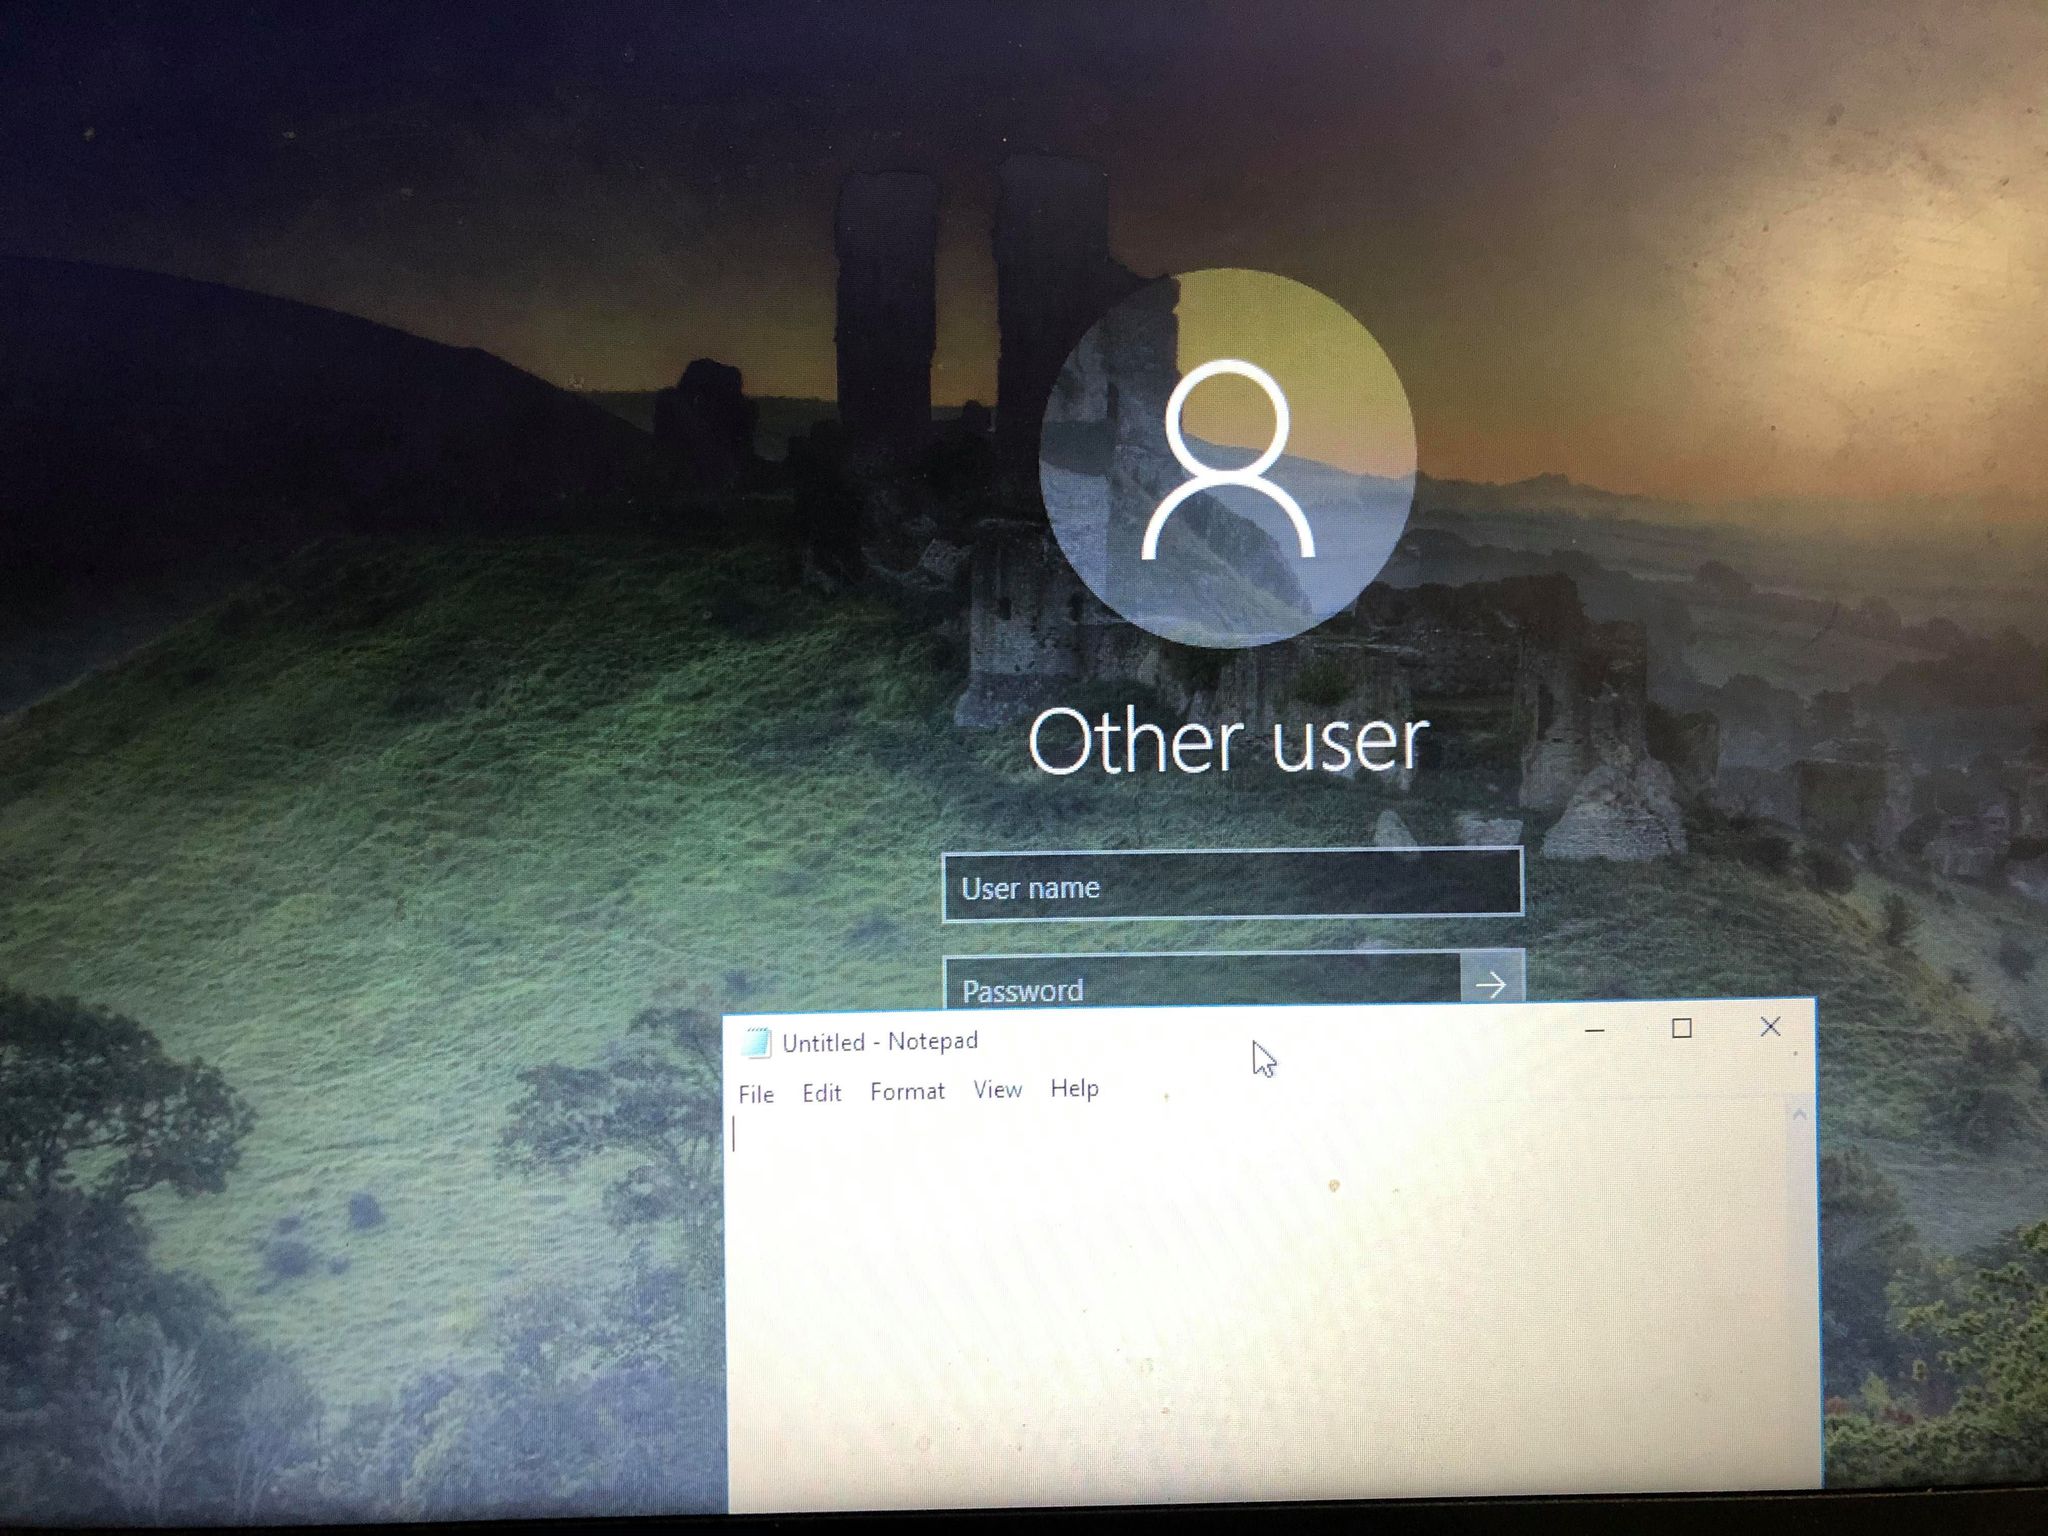 Other user
User name
Password
Untitled - Notepad
File Edit Format View Help